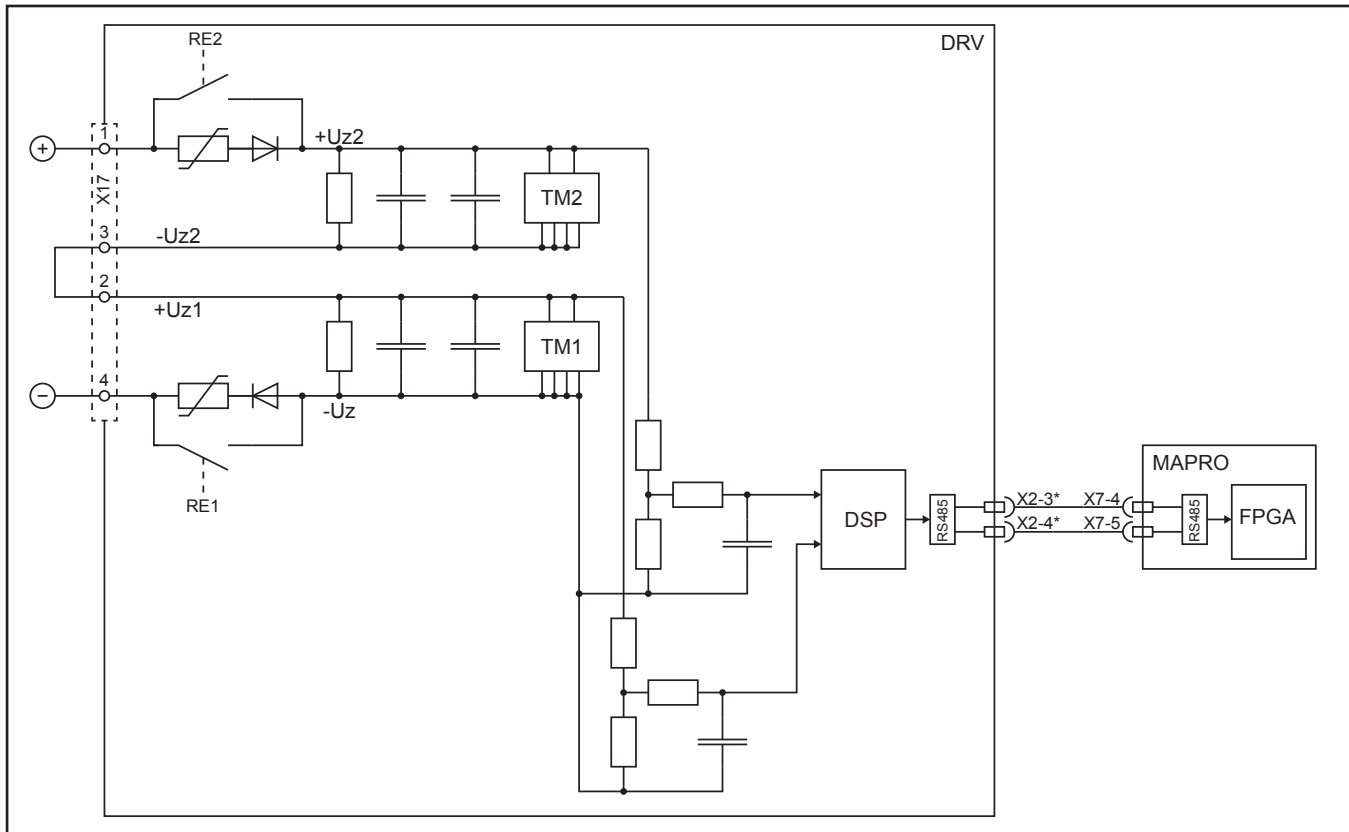 RE2
DRV
+
1
+Uz2
X17
TM2
3
-Uz2
2
+Uz1
TM1
4
-
-Uz
RE1
MAPRO
X2-3* X7-4
DSP
RS485
RS485
FPGA
X2-4* X7-5